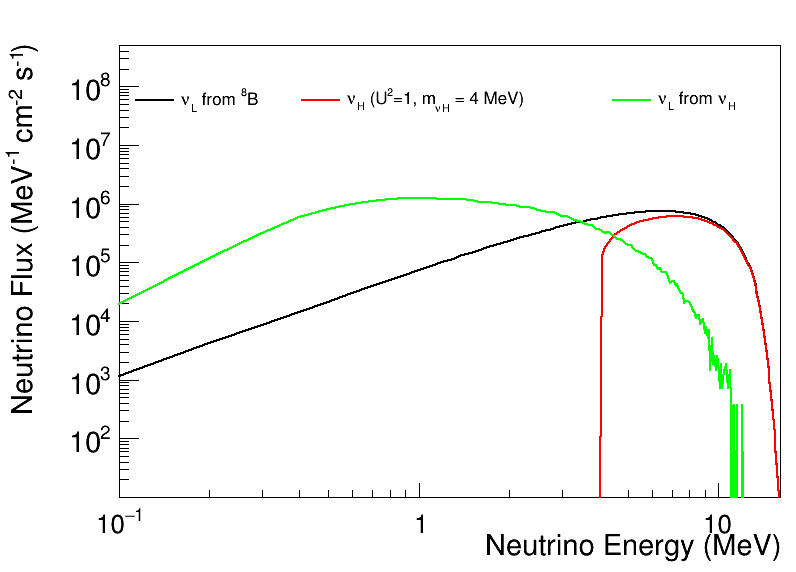 Neutrino Flux (MeV⁻¹ cm⁻² s⁻¹)
10⁸
10⁷
10⁶
10⁵
10⁴
10³
10²
ν_L from ⁸B
ν_H (U²=1, m_νH = 4 MeV)
ν_L from ν_H
10⁻¹ 1 10
Neutrino Energy (MeV)